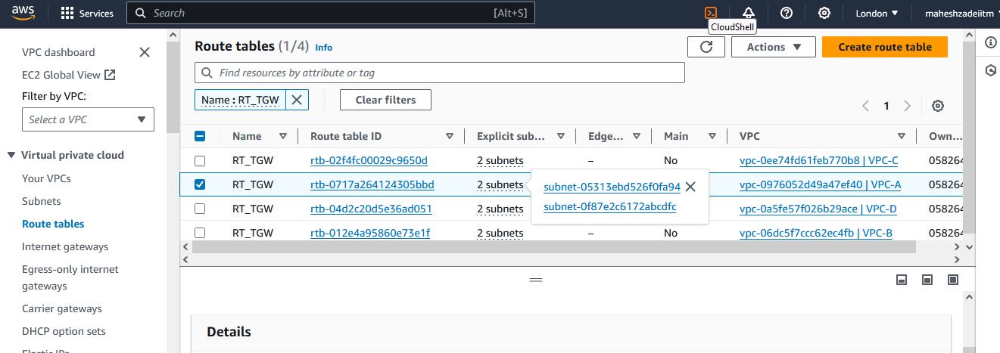 aws Services Search [Alt+S] London maheshzadeiitm
CloudShell
VPC dashboard
EC2 Global View
Filter by VPC:
Select a VPC
Virtual private cloud
Your VPCs
Subnets
Route tables
Internet gateways
Egress-only internet
gateways
Carrier gateways
DHCP option sets
Elastic IPs
Route tables (1/4) Info Actions Create route table
Find resources by attribute or tag
Name : RT_TGW Clear filters
1
Name Route table ID Explicit sub... Edge... Main VPC Own...
RT_TGW rtb-02f4fc00029c9650d 2 subnets – No vpc-0ee74fd61feb770b8 | VPC-C 058264
RT_TGW rtb-0717a264124305bbd 2 subnets vpc-0976052d49a47ef40 | VPC-A 058264
subnet-05313ebd526f0fa94
subnet-0f87e2c6172abcdfc
RT_TGW rtb-04d2c20d5e36ad051 2 subnets vpc-0a5fe57f026b29ace | VPC-D 058264
RT_TGW rtb-012e4a95860e73e1f 2 subnets – No vpc-06dc5f7ccc62ec4fb | VPC-B 058264
Details